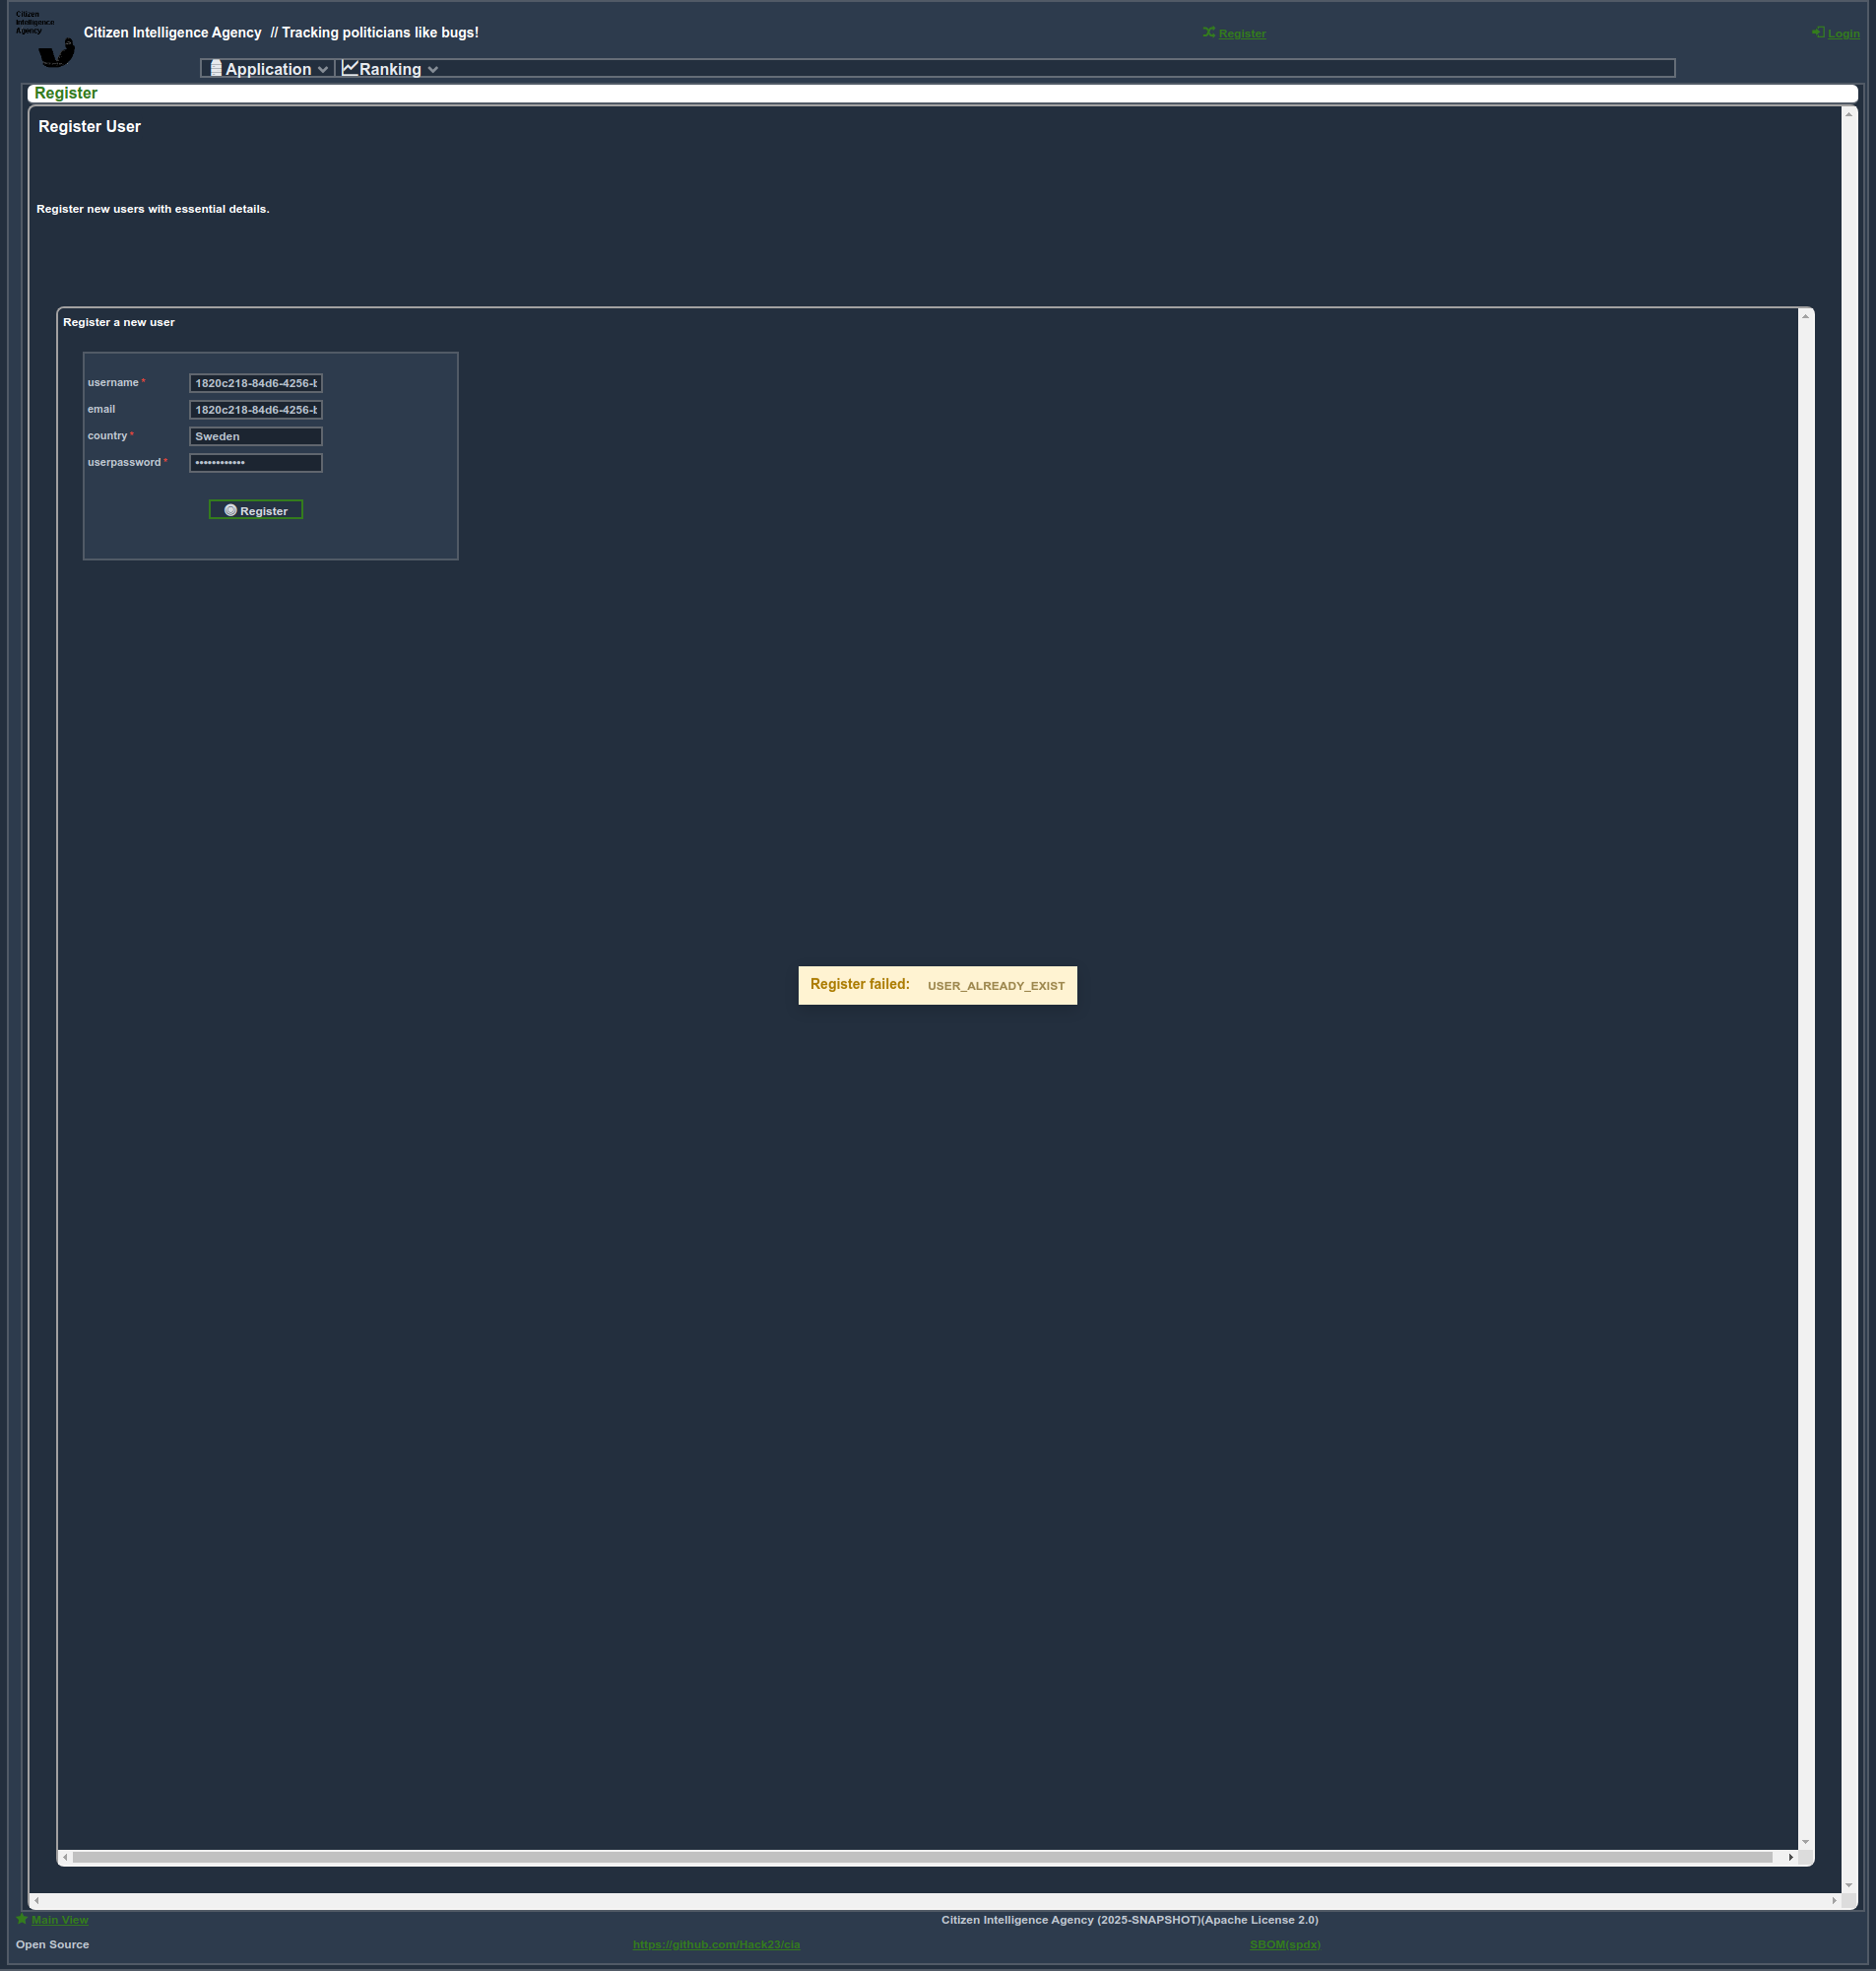 Citizen
Intelligence
Agency
Citizen Intelligence Agency // Tracking politicians like bugs!
Register
Login
Application
Ranking
Register
Register User
Register new users with essential details.
Register a new user
username *
1820c218-84d6-4256-
email
1820c218-84d6-4256-
country *
Sweden
userpassword *
••••••••••••
Register
Register failed: USER_ALREADY_EXIST
Main View
Citizen Intelligence Agency (2025-SNAPSHOT)(Apache License 2.0)
Open Source
https://github.com/Hack23/cia
SBOM(spdx)